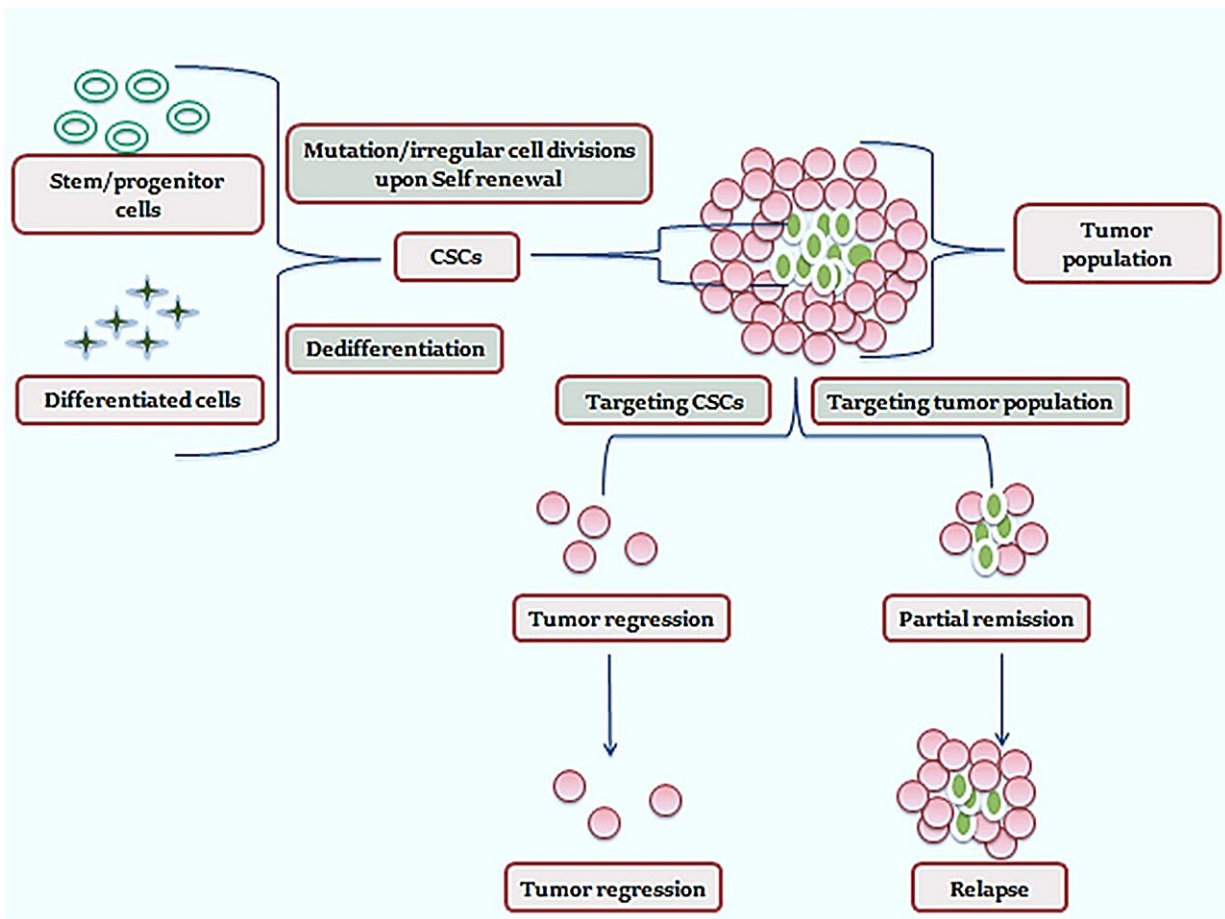 Stem/progenitor
cells
Mutation/irregular cell divisions
upon Self renewal
CSCs
Tumor
population
Dedifferentiation
Differentiated cells
Targeting CSCs
Targeting tumor population
Tumor regression
Partial remission
Tumor regression
Relapse